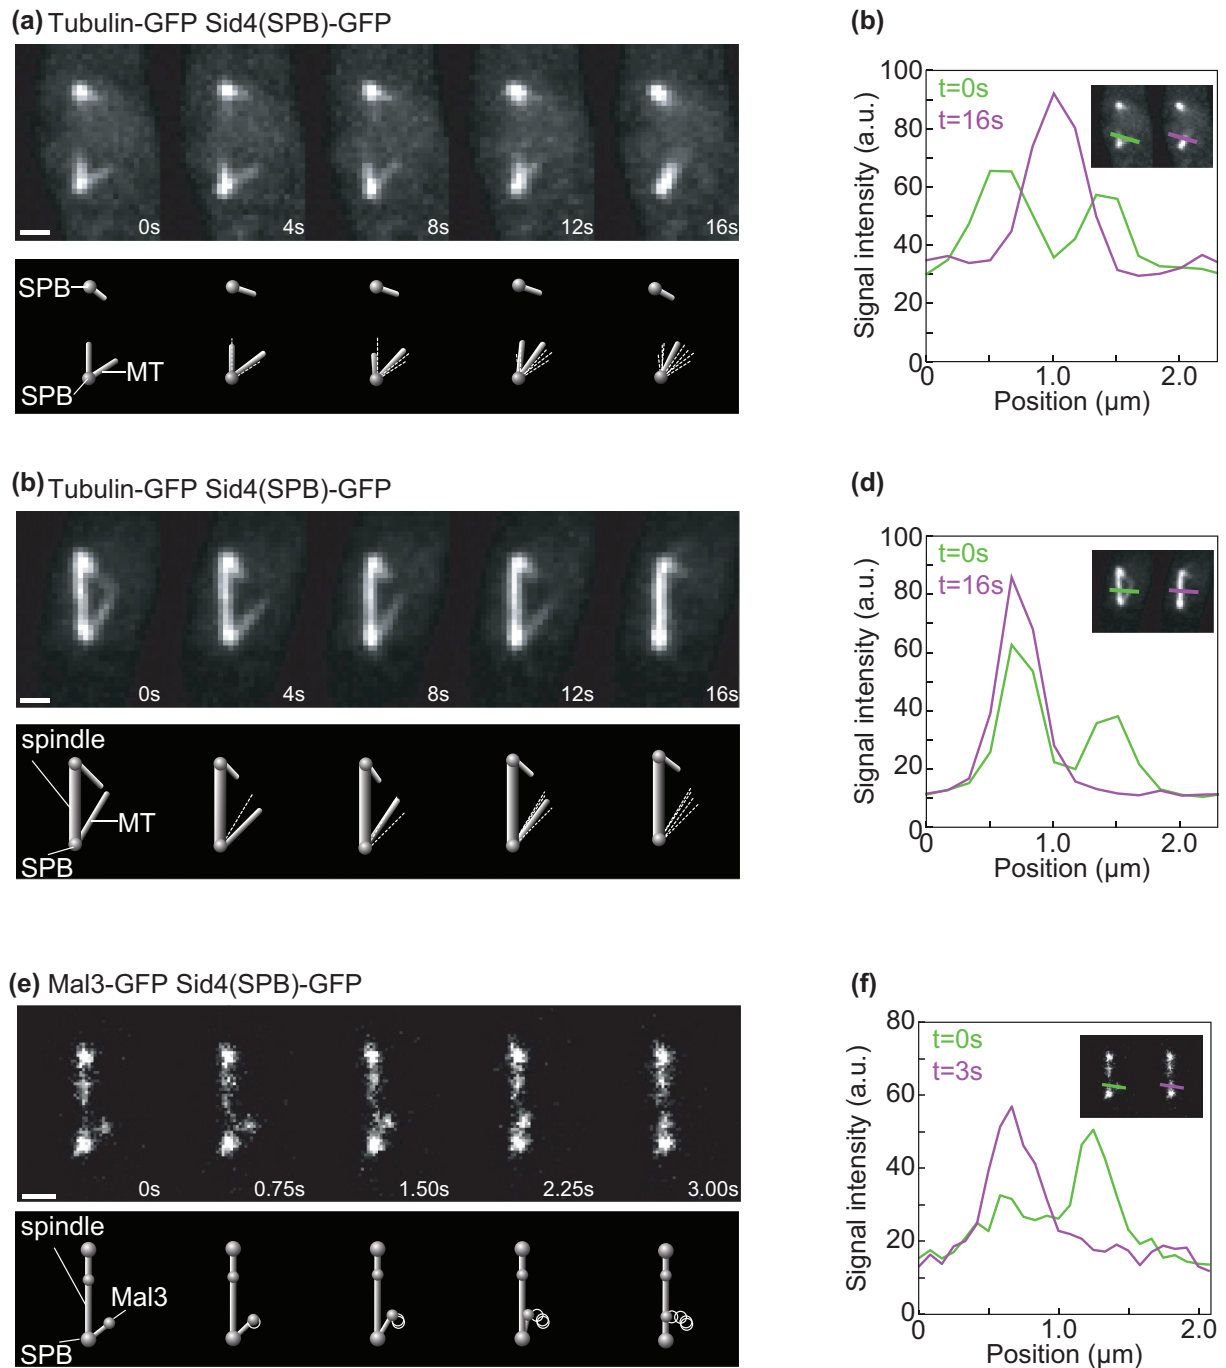 (a) Tubulin-GFP Sid4(SPB)-GFP
0s
4s
8s
12s
16s
SPB
MT
SPB
(b)
100
80
60
40
20
0
Signal intensity (a.u.)
t=0s
t=16s
0
1.0
2.0
Position (µm)
(b) Tubulin-GFP Sid4(SPB)-GFP
0s
4s
8s
12s
16s
spindle
MT
SPB
(d)
100
80
60
40
20
0
Signal intensity (a.u.)
t=0s
t=16s
0
1.0
2.0
Position (µm)
(e) Mal3-GFP Sid4(SPB)-GFP
0s
0.75s
1.50s
2.25s
3.00s
spindle
Mal3
SPB
(f)
80
60
40
20
0
Signal intensity (a.u.)
t=0s
t=3s
0
1.0
2.0
Position (µm)